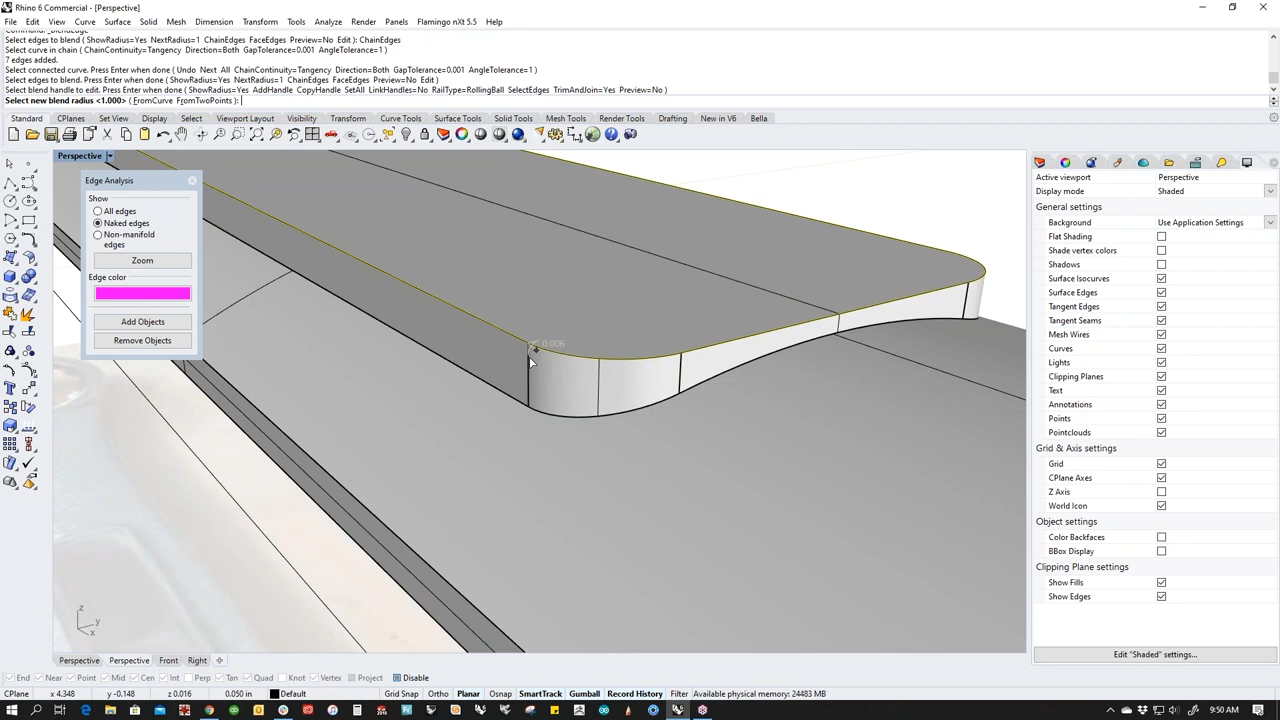 Rhino 6 Commercial - [Perspective]
File Edit View Curve Surface Solid Mesh Dimension Transform Tools Analyze Render Panels Flamingo nXt 5.5 Help
Select edges to blend ( ShowRadius=Yes NextRadius=1 ChainEdges FaceEdges Preview=No Edit ): ChainEdges
Select curve in chain ( ChainContinuity=Tangency Direction=Both GapTolerance=0.001 AngleTolerance=1 )
7 edges added.
Select connected curve. Press Enter when done ( Undo Next All ChainContinuity=Tangency Direction=Both GapTolerance=0.001 AngleTolerance=1 )
Select edges to blend. Press Enter when done ( ShowRadius=Yes NextRadius=1 ChainEdges FaceEdges Preview=No Edit )
Select blend handle to edit. Press Enter when done ( ShowRadius=Yes AddHandle CopyHandle SetAll LinkHandles=No RailType=RollingBall SelectEdges TrimAndJoin=Yes Preview=No )
Select new blend radius <1.000> ( FromCurve FromTwoPoints ):
Standard CPlanes Set View Display Select Viewport Layout Visibility Transform Curve Tools Surface Tools Solid Tools Mesh Tools Render Tools Drafting New in V6 Bella
Perspective
Edge Analysis
Show
All edges
Naked edges
Non-manifold
edges
Zoom
Edge color
Add Objects
Remove Objects
0.006
z
y
x
Active viewport Perspective
Display mode Shaded
General settings
Background Use Application Settings
Flat Shading
Shade vertex colors
Shadows
Surface Isocurves
Surface Edges
Tangent Edges
Tangent Seams
Mesh Wires
Curves
Lights
Clipping Planes
Text
Annotations
Points
Pointclouds
Grid & Axis settings
Grid
CPlane Axes
Z Axis
World Icon
Object settings
Color Backfaces
BBox Display
Clipping Plane settings
Show Fills
Show Edges
Edit "Shaded" settings...
Perspective Perspective Front Right
End Near Point Mid Cen Int Perp Tan Quad Knot Vertex Project Disable
CPlane x 4.348 y -0.148 z 0.016 0.050 in Default Grid Snap Ortho Planar Osnap SmartTrack Gumball Record History Filter Available physical memory: 24483 MB
9:50 AM